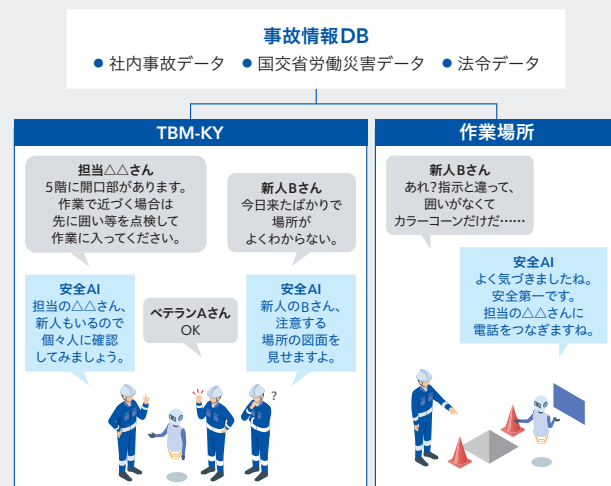 事故情報DB
● 社内事故データ ● 国交省労働災害データ ● 法令データ
TBM-KY
担当△△さん
5階に開口部があります。
作業で近づく場合は
先に囲い等を点検して
作業に入ってください。
新人Bさん
今日来たばかりで
場所が
よくわからない。
安全AI
担当の△△さん、
新人もいるので
個々人に確認
してみましょう。
ベテランAさん
OK
安全AI
新人のBさん、
注意する
場所の図面を
見せますよ。
?
作業場所
新人Bさん
あれ?指示と違って、
囲いがなくて
カラーコーンだけだ……
安全AI
よく気づきましたね。
安全第一です。
担当の△△さんに
電話をつなぎますね。